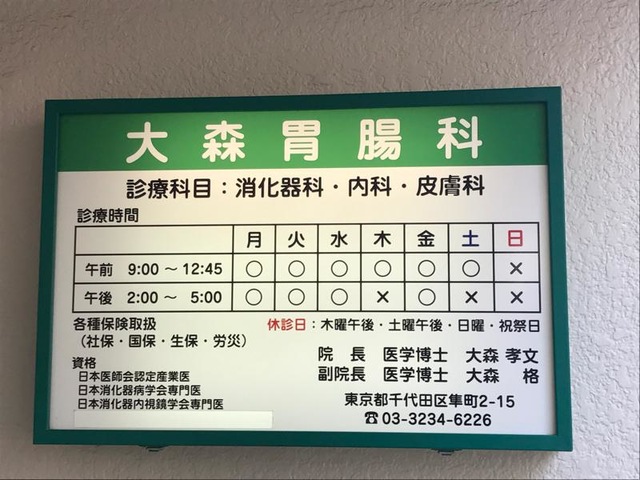 大森胃腸科
診療科目：消化器科・内科・皮膚科
診療時間
月 火 水 木 金 土 日
午前 9:00 ～ 12:45 ○ ○ ○ ○ ○ ○ ×
午後 2:00 ～ 5:00 ○ ○ ○ × ○ × ×
各種保険取扱
（社保・国保・生保・労災）
休診日：木曜午後・土曜午後・日曜・祝祭日
資格
日本医師会認定産業医
日本消化器病学会専門医
日本消化器内視鏡学会専門医
院 長 医学博士 大森 孝文
副院長 医学博士 大森 格
東京都千代田区隼町2-15
☎03-3234-6226